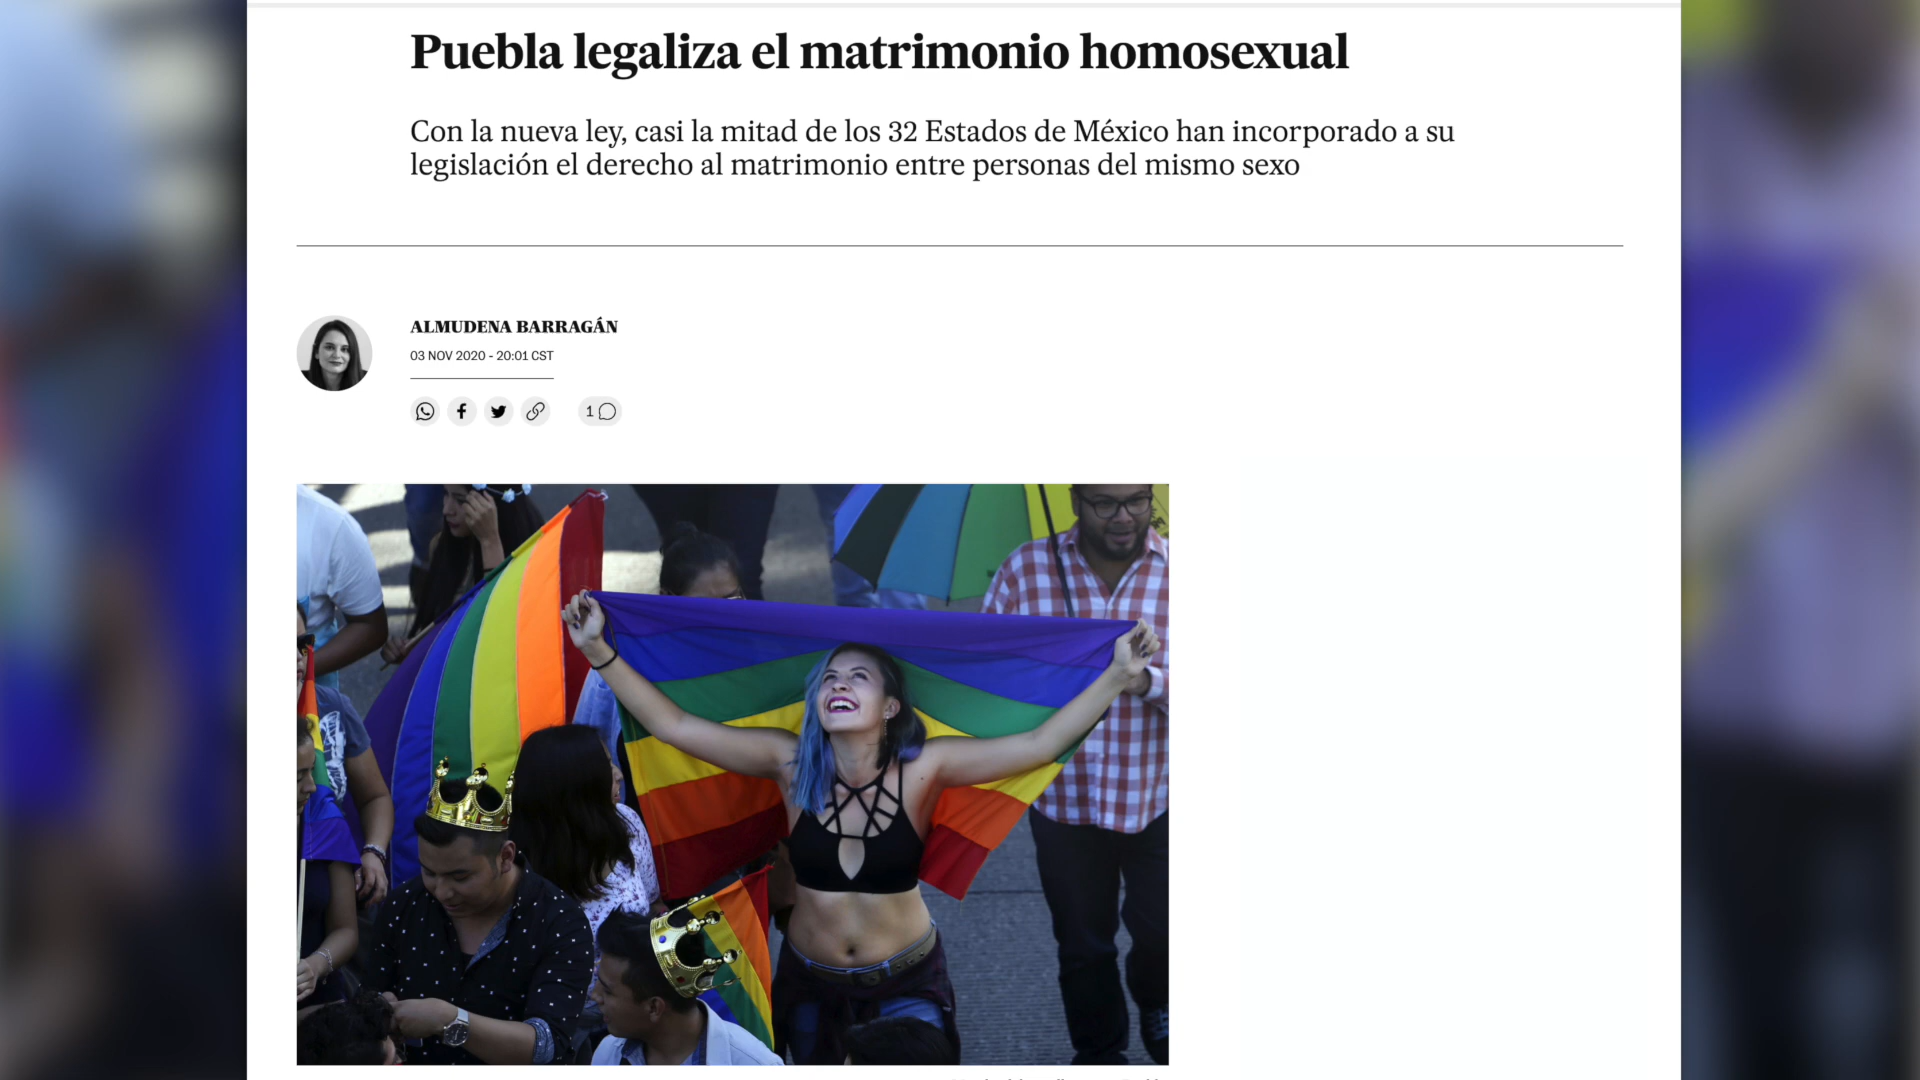 Puebla legaliza el matrimonio homosexual
Con la nueva ley, casi la mitad de los 32 Estados de México han incorporado a su
legislación el derecho al matrimonio entre personas del mismo sexo
ALMUDENA BARRAGÁN
03 NOV 2020 - 20:01 CST
1